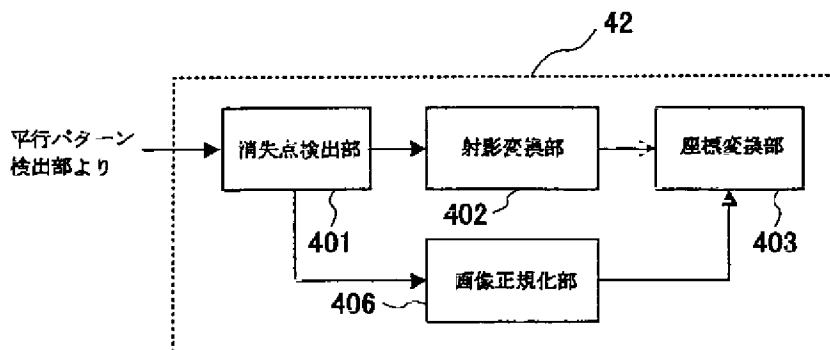 42
平行パターン
検出部より
消失点検出部
射影変換部
座標変換部
401
402
403
画像正規化部
406